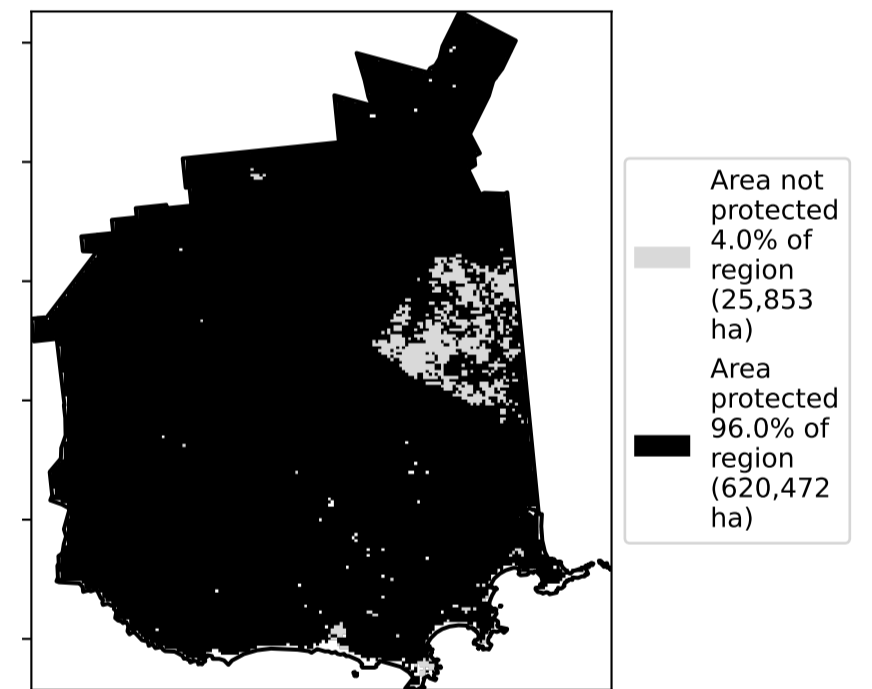 Area not
protected
4.0% of
region
(25,853
ha)
Area
protected
96.0% of
region
(620,472
ha)